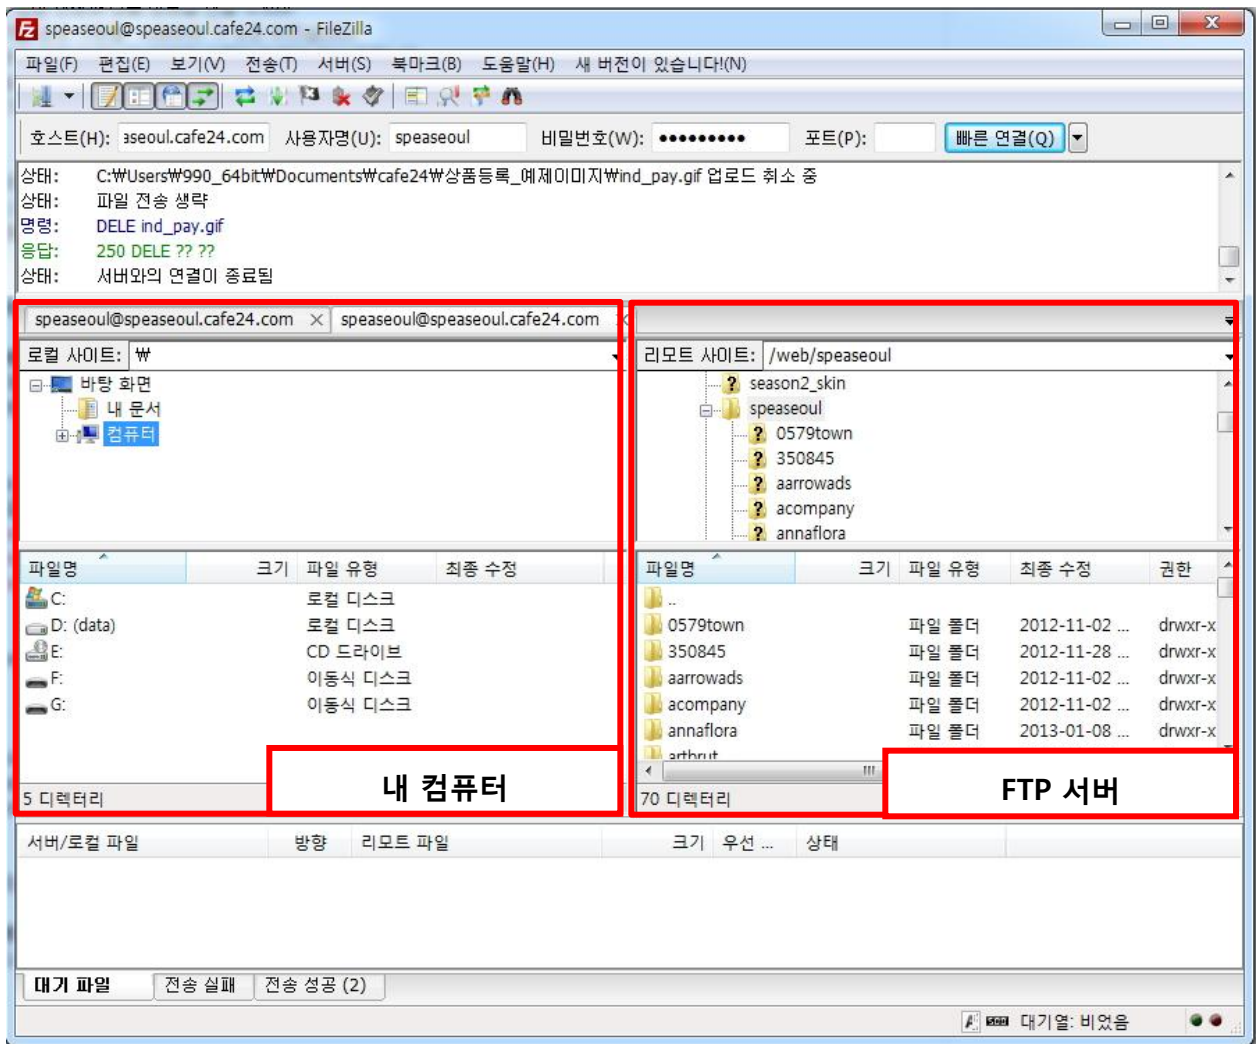 speaseoul@speaseoul.cafe24.com - FileZilla
파일(F) 편집(E) 보기(V) 전송(T) 서버(S) 북마크(B) 도움말(H) 새 버전이 있습니다!(N)
호스트(H): aseoul.cafe24.com 사용자명(U): speaseoul 비밀번호(W): ●●●●●●●●● 포트(P): 빠른 연결(Q)
상태: C:₩Users₩990_64bit₩Documents₩cafe24₩상품등록_예제이미지₩ind_pay.gif 업로드 취소 중
상태: 파일 전송 생략
명령: DELE ind_pay.gif
응답: 250 DELE ?? ??
상태: 서버와의 연결이 종료됨
speaseoul@speaseoul.cafe24.com speaseoul@speaseoul.cafe24.com
로컬 사이트: ₩
바탕 화면
내 문서
컴퓨터
파일명 크기 파일 유형 최종 수정
C: 로컬 디스크
D: (data) 로컬 디스크
E: CD 드라이브
F: 이동식 디스크
G: 이동식 디스크
내 컴퓨터
5 디렉터리
리모트 사이트: /web/speaseoul
season2_skin
speaseoul
0579town
350845
aarrowads
acompany
annaflora
파일명 크기 파일 유형 최종 수정 권한
..
0579town 파일 폴더 2012-11-02 ... drwxr-x
350845 파일 폴더 2012-11-28 ... drwxr-x
aarrowads 파일 폴더 2012-11-02 ... drwxr-x
acompany 파일 폴더 2012-11-02 ... drwxr-x
annaflora 파일 폴더 2013-01-08 ... drwxr-x
artbrut
FTP 서버
70 디렉터리
서버/로컬 파일 방향 리모트 파일 크기 우선 ... 상태
대기 파일 전송 실패 전송 성공 (2)
대기열: 비었음